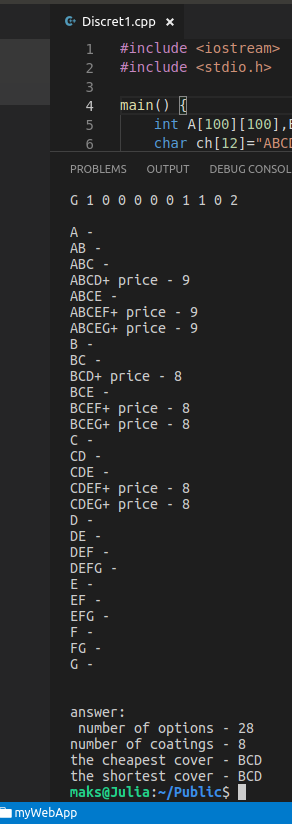 Discret1.cpp ×
1 #include <iostream>
2 #include <stdio.h>
3
4 main() {
5 int A[100][100],
6 char ch[12]="ABCD
PROBLEMS OUTPUT DEBUG CONSOL
G 1 0 0 0 0 0 1 1 0 2
A -
AB -
ABC -
ABCD+ price - 9
ABCE -
ABCEF+ price - 9
ABCEG+ price - 9
B -
BC -
BCD+ price - 8
BCE -
BCEF+ price - 8
BCEG+ price - 8
C -
CD -
CDE -
CDEF+ price - 8
CDEG+ price - 8
D -
DE -
DEF -
DEFG -
E -
EF -
EFG -
F -
FG -
G -
answer:
number of options - 28
number of coatings - 8
the cheapest cover - BCD
the shortest cover - BCD
maks@Julia:~/Public$
myWebApp